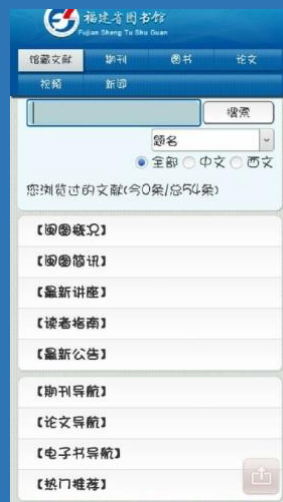 福建省图书馆
Fujian Sheng Tu Shu Guan
馆藏文献 期刊 图书 论文
视频 新闻
搜索
题名
全部 中文 西文
您浏览过的文献(今0条/总54条)
【闽图概况】
【闽图简讯】
【最新讲座】
【读者指南】
【最新公告】
【期刊导航】
【论文导航】
【电子书导航】
【热门推荐】